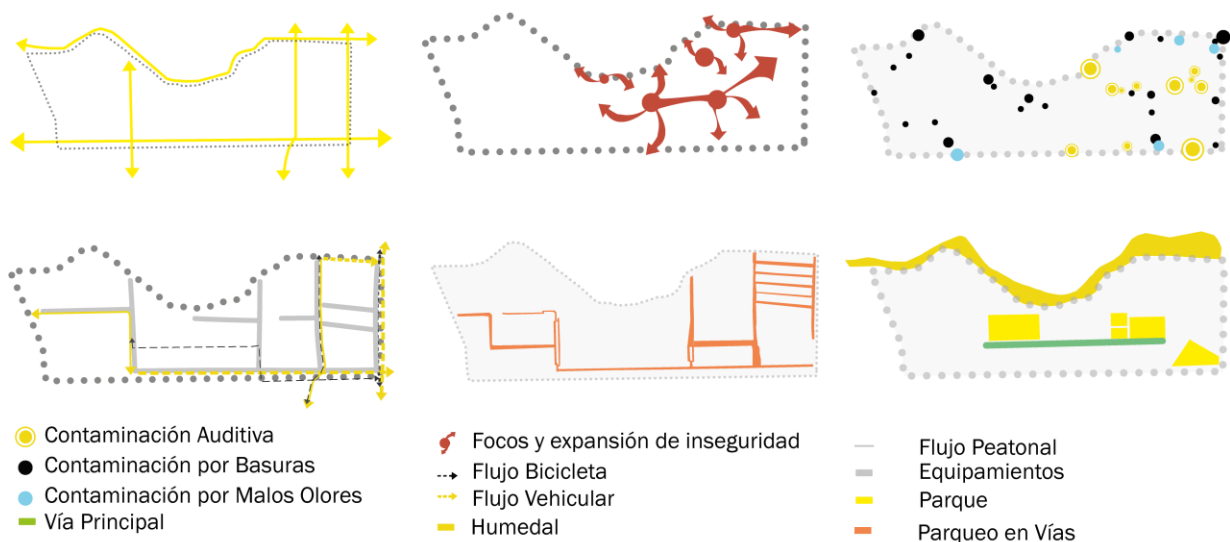 Contaminación Auditiva
Contaminación por Basuras
Contaminación por Malos Olores
Vía Principal
Focos y expansión de inseguridad
Flujo Bicicleta
Flujo Vehicular
Humedal
Flujo Peatonal
Equipamientos
Parque
Parqueo en Vías